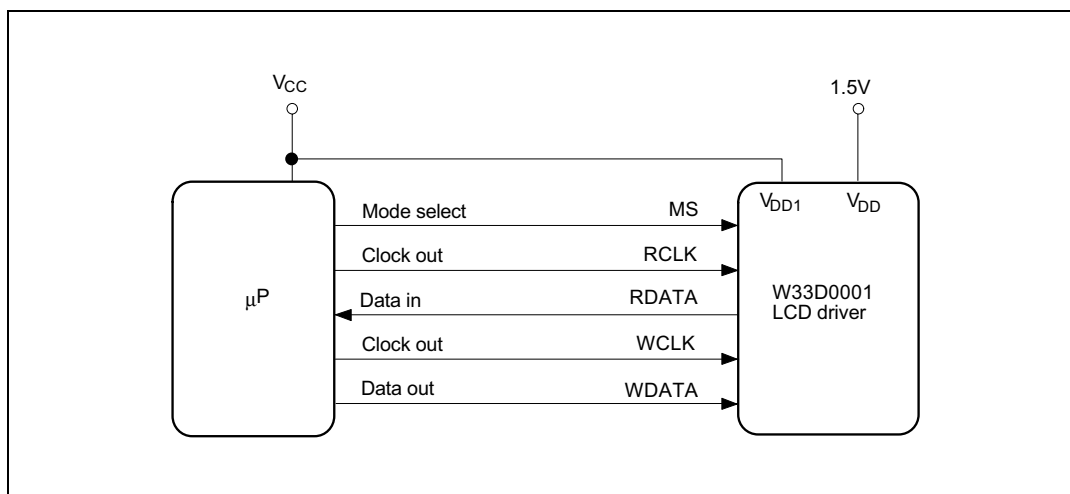 VCC
1.5V
VDD1 VDD
Mode select MS
Clock out RCLK
μP
Data in RDATA
W33D0001
LCD driver
Clock out WCLK
Data out WDATA